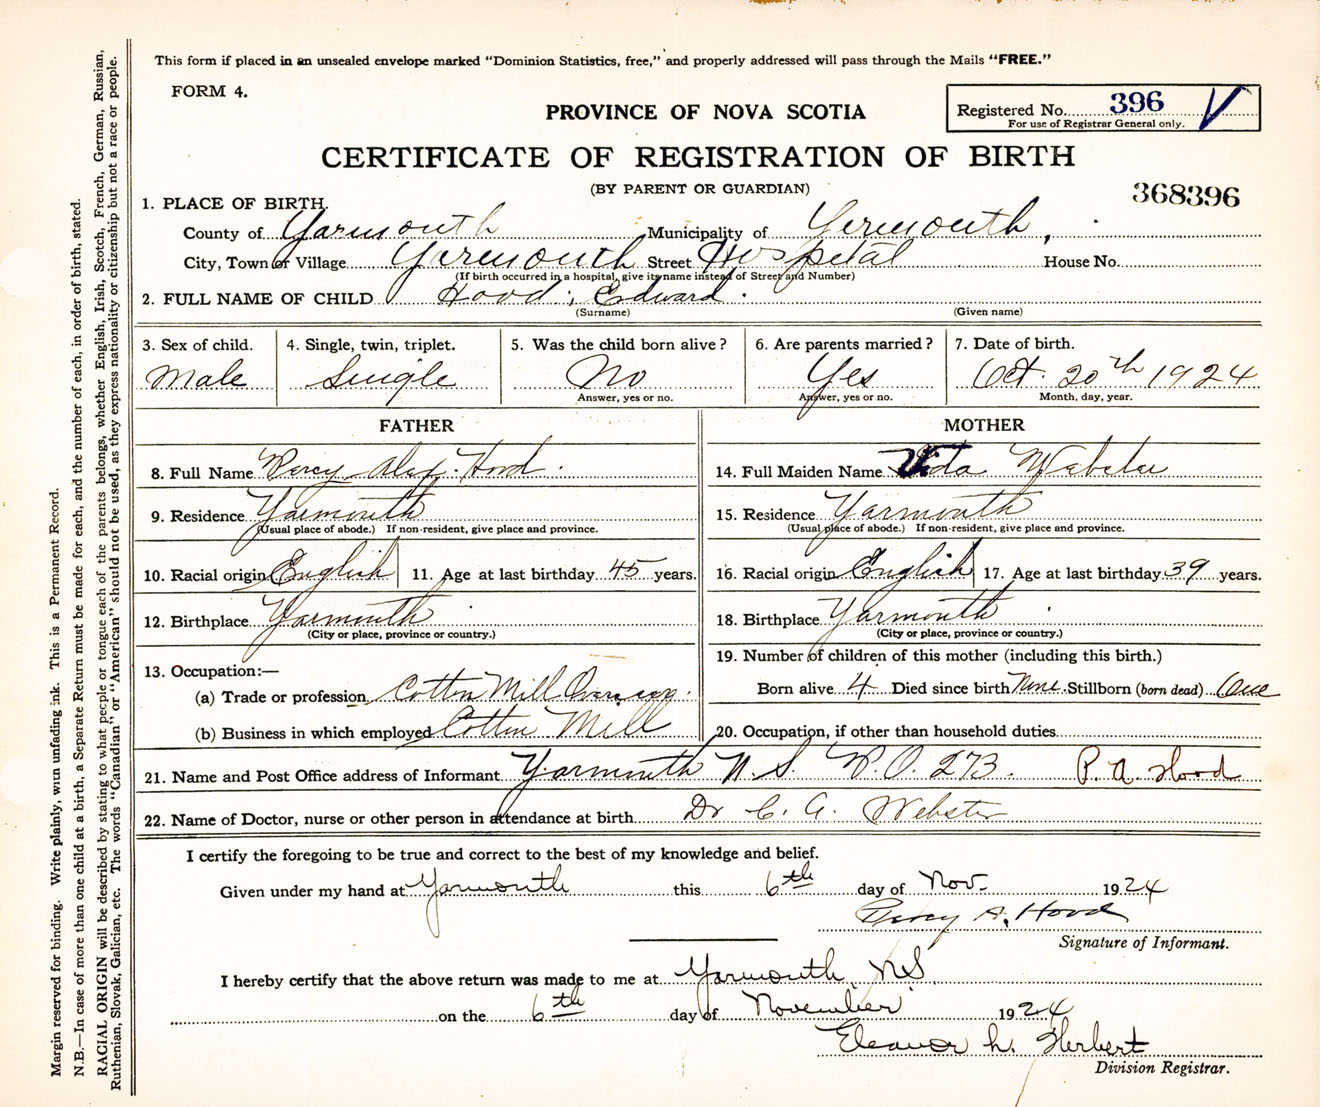 This form if placed in an unsealed envelope marked "Dominion Statistics, free," and properly addressed will pass through the Mails "FREE."
FORM 4.
PROVINCE OF NOVA SCOTIA
Registered No. 396 V
For use of Registrar General only.
CERTIFICATE OF REGISTRATION OF BIRTH
(BY PARENT OR GUARDIAN)
368396
1. PLACE OF BIRTH.
County of Yarmouth Municipality of Yarmouth,
City, Town or Village Yarmouth Street Hospital House No.
(If birth occurred in a hospital, give its name instead of Street and Number)
2. FULL NAME OF CHILD Hood, Edward.
(Surname) (Given name)
3. Sex of child. 4. Single, twin, triplet. 5. Was the child born alive? 6. Are parents married? 7. Date of birth.
Male Single No Yes Oct. 20th 1924
Answer, yes or no. Answer, yes or no. Month, day, year.
FATHER MOTHER
8. Full Name Percy Alex. Hood. 14. Full Maiden Name Webster
9. Residence Yarmouth 15. Residence Yarmouth
(Usual place of abode.) If non-resident, give place and province. (Usual place of abode.) If non-resident, give place and province.
10. Racial origin English 11. Age at last birthday 45 years. 16. Racial origin English 17. Age at last birthday 39 years.
12. Birthplace Yarmouth 18. Birthplace Yarmouth
(City or place, province or country.) (City or place, province or country.)
13. Occupation:— 19. Number of children of this mother (including this birth.)
(a) Trade or profession Cotton Mill Born alive 4 Died since birth None. Stillborn (born dead) One
(b) Business in which employed Cotton Mill 20. Occupation, if other than household duties
21. Name and Post Office address of Informant Yarmouth N.S. P.O. 273. P. A. Hood
22. Name of Doctor, nurse or other person in attendance at birth Dr C. A. Webster
I certify the foregoing to be true and correct to the best of my knowledge and belief.
Given under my hand at Yarmouth this 6th day of Nov. 1924
Percy A. Hood
Signature of Informant.
I hereby certify that the above return was made to me at Yarmouth, N.S.
on the 6th day of November 1924
Eleanor L. Herbert
Division Registrar.
Margin reserved for binding. Write plainly, with unfading ink. This is a Permanent Record.
N.B.—In case of more than one child at a birth, a Separate Return must be made for each, and the number of each, in order of birth, stated.
RACIAL ORIGIN will be described by stating to what people or tongue each of the parents belongs, whether English, Irish, Scotch, French, German, Russian,
Ruthenian, Slovak, Galician, etc. The words "Canadian" or "American" should not be used, as they express nationality or citizenship but not a race or people.